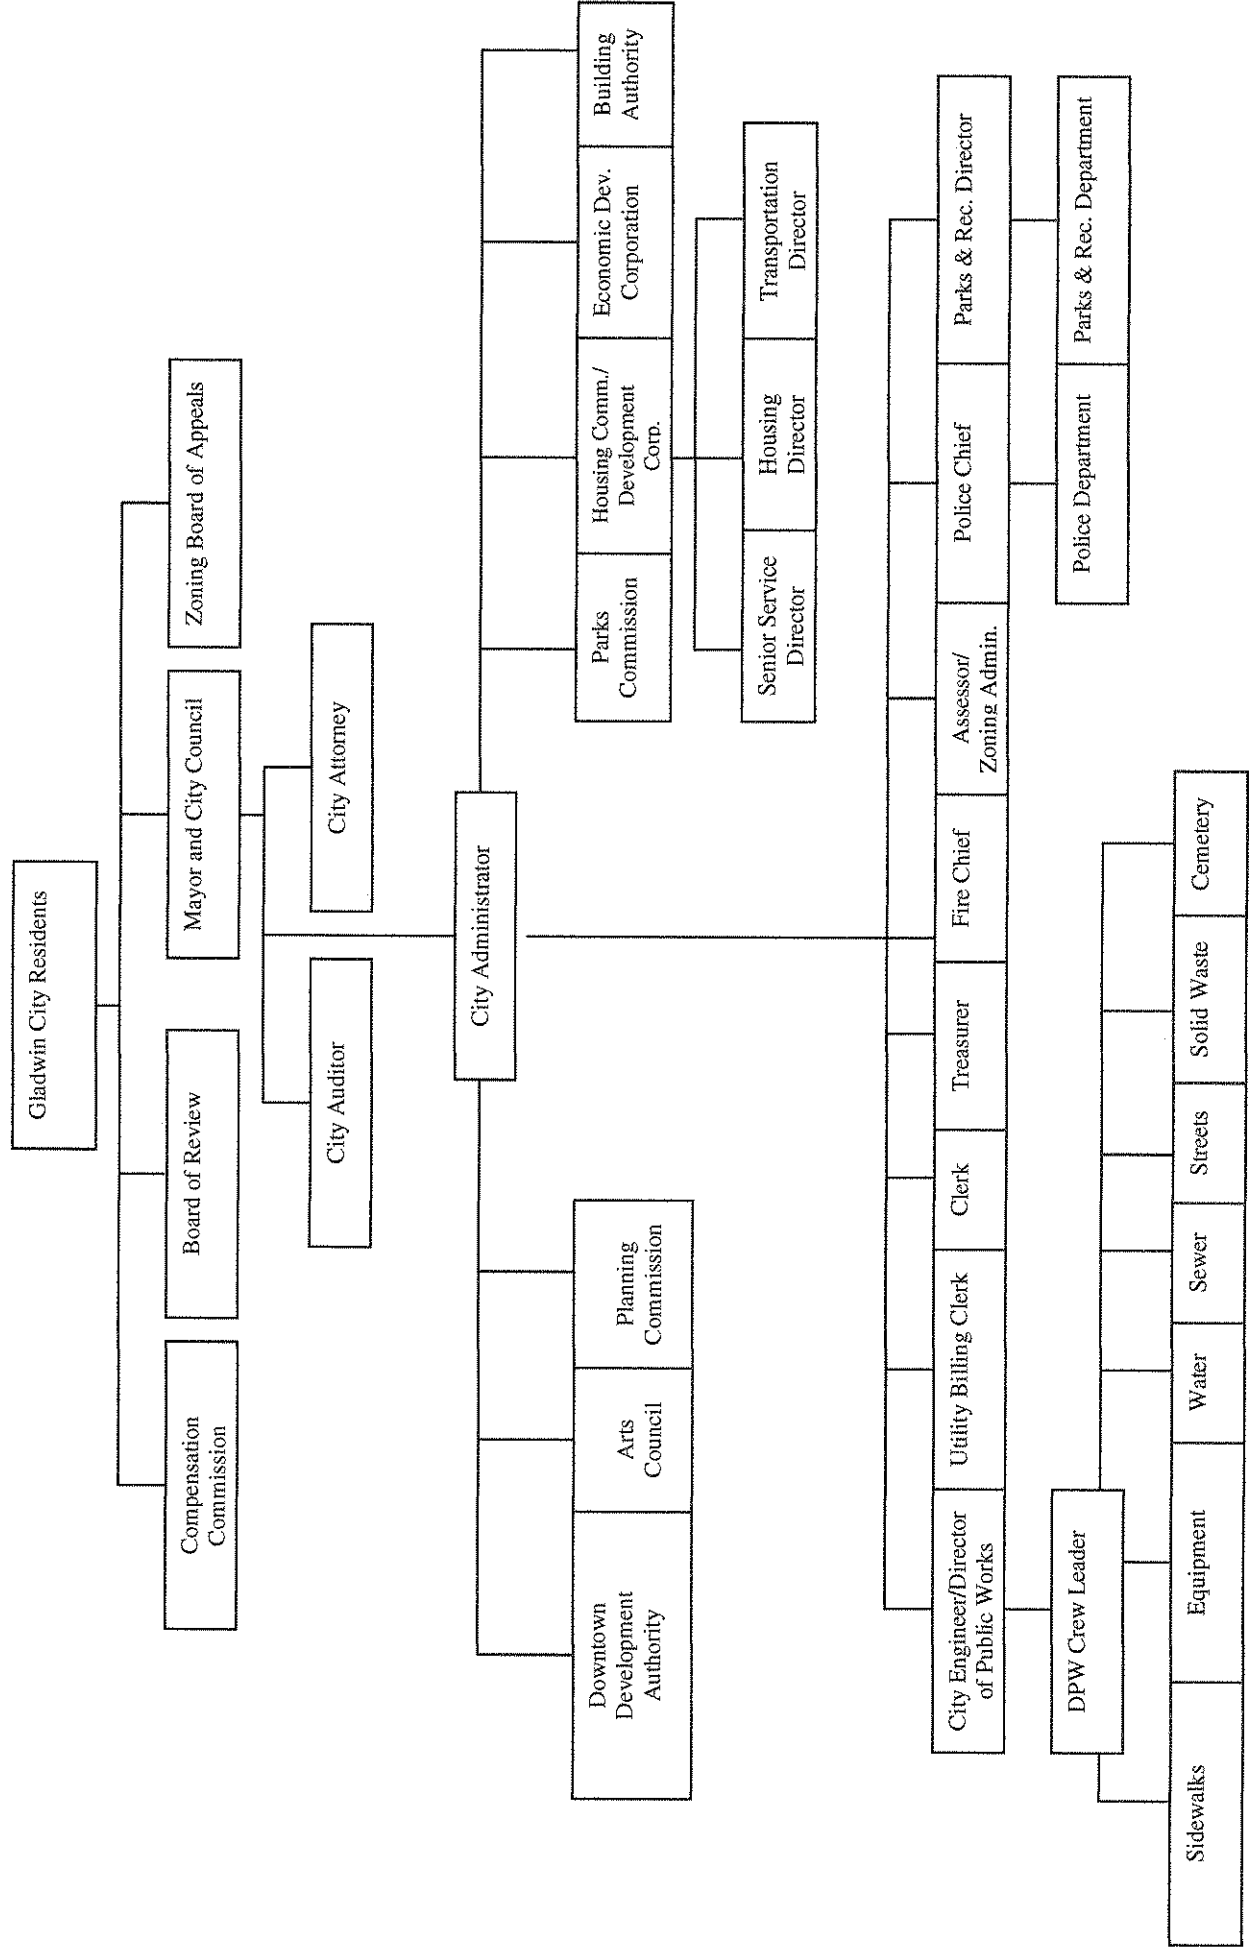 Gladwin City Residents
Compensation
Commission
Board of Review
Mayor and City Council
Zoning Board of Appeals
City Auditor
City Attorney
City Administrator
Downtown
Development
Authority
Arts
Council
Planning
Commission
Parks
Commission
Housing Comm./
Development
Corp.
Economic Dev.
Corporation
Building
Authority
Senior Service
Director
Housing
Director
Transportation
Director
City Engineer/Director
of Public Works
Utility Billing Clerk
Clerk
Treasurer
Fire Chief
Assessor/
Zoning Admin.
Police Chief
Parks & Rec. Director
DPW Crew Leader
Police Department
Parks & Rec. Department
Sidewalks
Equipment
Water
Sewer
Streets
Solid Waste
Cemetery